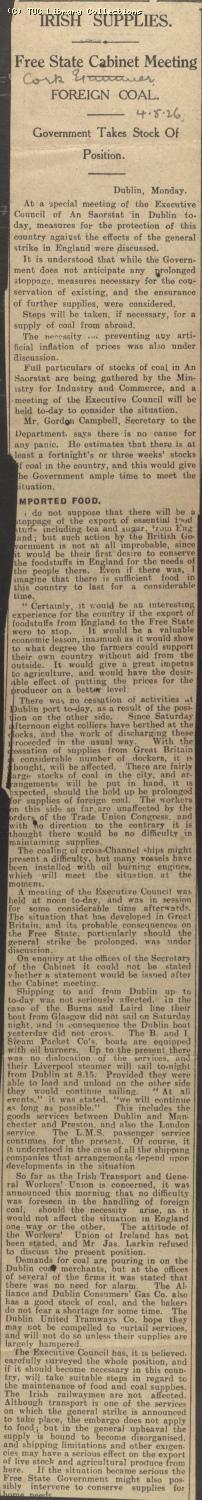 (C) TUC Library Collections
IRISH SUPPLIES.
Free State Cabinet Meeting
Cork Examiner
FOREIGN COAL.
4.5.26.
Government Takes Stock Of
Position.
Dublin, Monday.
At a special meeting of the Executive
Council of An Saorstat in Dublin to-
day, measures for the protection of this
country against the effects of the general
strike in England were discussed.
It is understood that while the Govern-
ment does not anticipate any prolonged
stoppage, measures necessary for the con-
servation of existing, and the ensurance
of further supplies, were considered.
Steps will be taken, if necessary, for a
supply of coal from abroad.
The necessity preventing any arti-
ficial inflation of prices was also under
discussion.
Full particulars of stocks of coal in An
Saorstat are being gathered by the Min-
istry for Industry and Commerce, and a
meeting of the Executive Council will be
held to-day to consider the situation.
Mr. Gordon Campbell, Secretary to the
Department says there is no cause for
any panic. He estimates that there is at
least a fortnight's or three weeks' stocks
of coal in the country, and this would give
the Government ample time to meet the
situation.
IMPORTED FOOD.
I do not suppose that there will be a
stoppage of the export of essential food
stuffs including tea and sugar, from Eng
land; but such action by the British Go-
vernment is not at all improbable, since
it would be their first desire to conserve
the foodstuffs in England for the needs of
the people there. Even if there was, I
imagine that there is sufficient food in
this country to last for a considerable
time.
"Certainly, it would be an interesting
experience for the country if the export of
foodstuffs from England to the Free State
were to stop. It would be a valuable
economic lesson, inasmuch as it would show
to what degree the farmers could support
their own country without aid from the
outside. It would give a great impetus
to agriculture, and would have the desir-
able effect of putting the prices for the
producer on a better level
There was no cessation of activities at
Dublin port to-day, as a result of the posi-
tion on the other side. Since Saturday
afternoon eight colliers have berthed at the
docks, and the work of discharging these
proceeded in the usual way. With the
cessation of supplies from Great Britain
a considerable number of dockers, it is
thought, will be affected. There are fairly
large stocks of coal in the city, and ar-
rangements will be put in hand, it is
expected, should the hold up be prolonged
for supplies of foreign coal. The workers
on this side so far are unaffected by the
orders of the Trade Union Congress, and
with no direction to the contrary it is
thought there would be no difficulty in
maintaining supplies
The coaling of cross-Channel ships might
present a difficulty, but many vessels have
been installed with oil burning engines,
which will meet the situation at the
moment.
A meeting of the Executive Council was
held at noon to-day, and was in session
for some considerable time afterwards.
The situation that has developed in Great
Britain, and its probable consequences on
the Free State, particularly should the
general strike be prolonged, was under
discussion.
On enquiry at the offices of the Secretary
of the Cabinet it could not be stated
whether a statement would be issued after
the Cabinet meeting.
Shipping to and from Dublin up to
to-day was not seriously affected. In the
case of the Burns and Laird line their
boat from Glasgow did not sail on Saturday
night, and in consequence the Dublin boat
yesterday did not cross. The B. and I.
Steam Packet Co's. boats are equipped
with oil burners. Up to the present there
was no dislocation of the services, and
their Liverpool steamer will sail to-night
from Dublin at 8.15. Provided they were
able to load and unload on the other side
they would continue sailing. "At all
events," it was stated, "we will continue
as long as possible." This includes the
goods services between Dublin and Man-
chester and Preston, and also the London
service. The L.M.S. passenger service
continues for the present. Of course, it
is understood in the case of all the shipping
companies that arrangements depend upon
developments in the situation
So far as the Irish Transport and Gene-
ral Workers' Union is concerned, it was
announced this morning that no difficulty
was foreseen in the handling of foreign
coal, should the necessity arise, as it
would not affect the situation in England
one way or the other. The attitude of
the Workers' Union of Ireland has not
been stated, and Mr. Jas. Larkin refused
to discuss the present position.
Demands for coal are pouring in on the
Dublin coal merchants, but at the offices
of several of the firms it was stated that
there was no need for alarm. The Al-
liance and Dublin Consumers' Gas Co. also
has a good stock of coal, and the bakers
do not fear a shortage for some time. The
Dublin United Tramways Co. hope they
may not be compelled to curtail services,
and will not do so unless their supplies are
largely hampered.
The Executive Council has, it is believed,
carefully surveyed the whole position, and
if it should become necessary in this coun-
try, will take suitable steps in regard to
the maintenance of food and coal supplies.
The Irish railwaymen are not affected.
Although transport is one of the services
on which the general strike is announced
to take place, the embargo does not apply
to food; but in the general upheaval the
supply is bound to become disorganised,
and shipping limitations and other exigen-
cies may have a serious effect on the export
of live stock and agricultural produce from
here. If the situation became serious the
Free State Government might also pos-
sibly intervene to conserve supplies for
home needs.